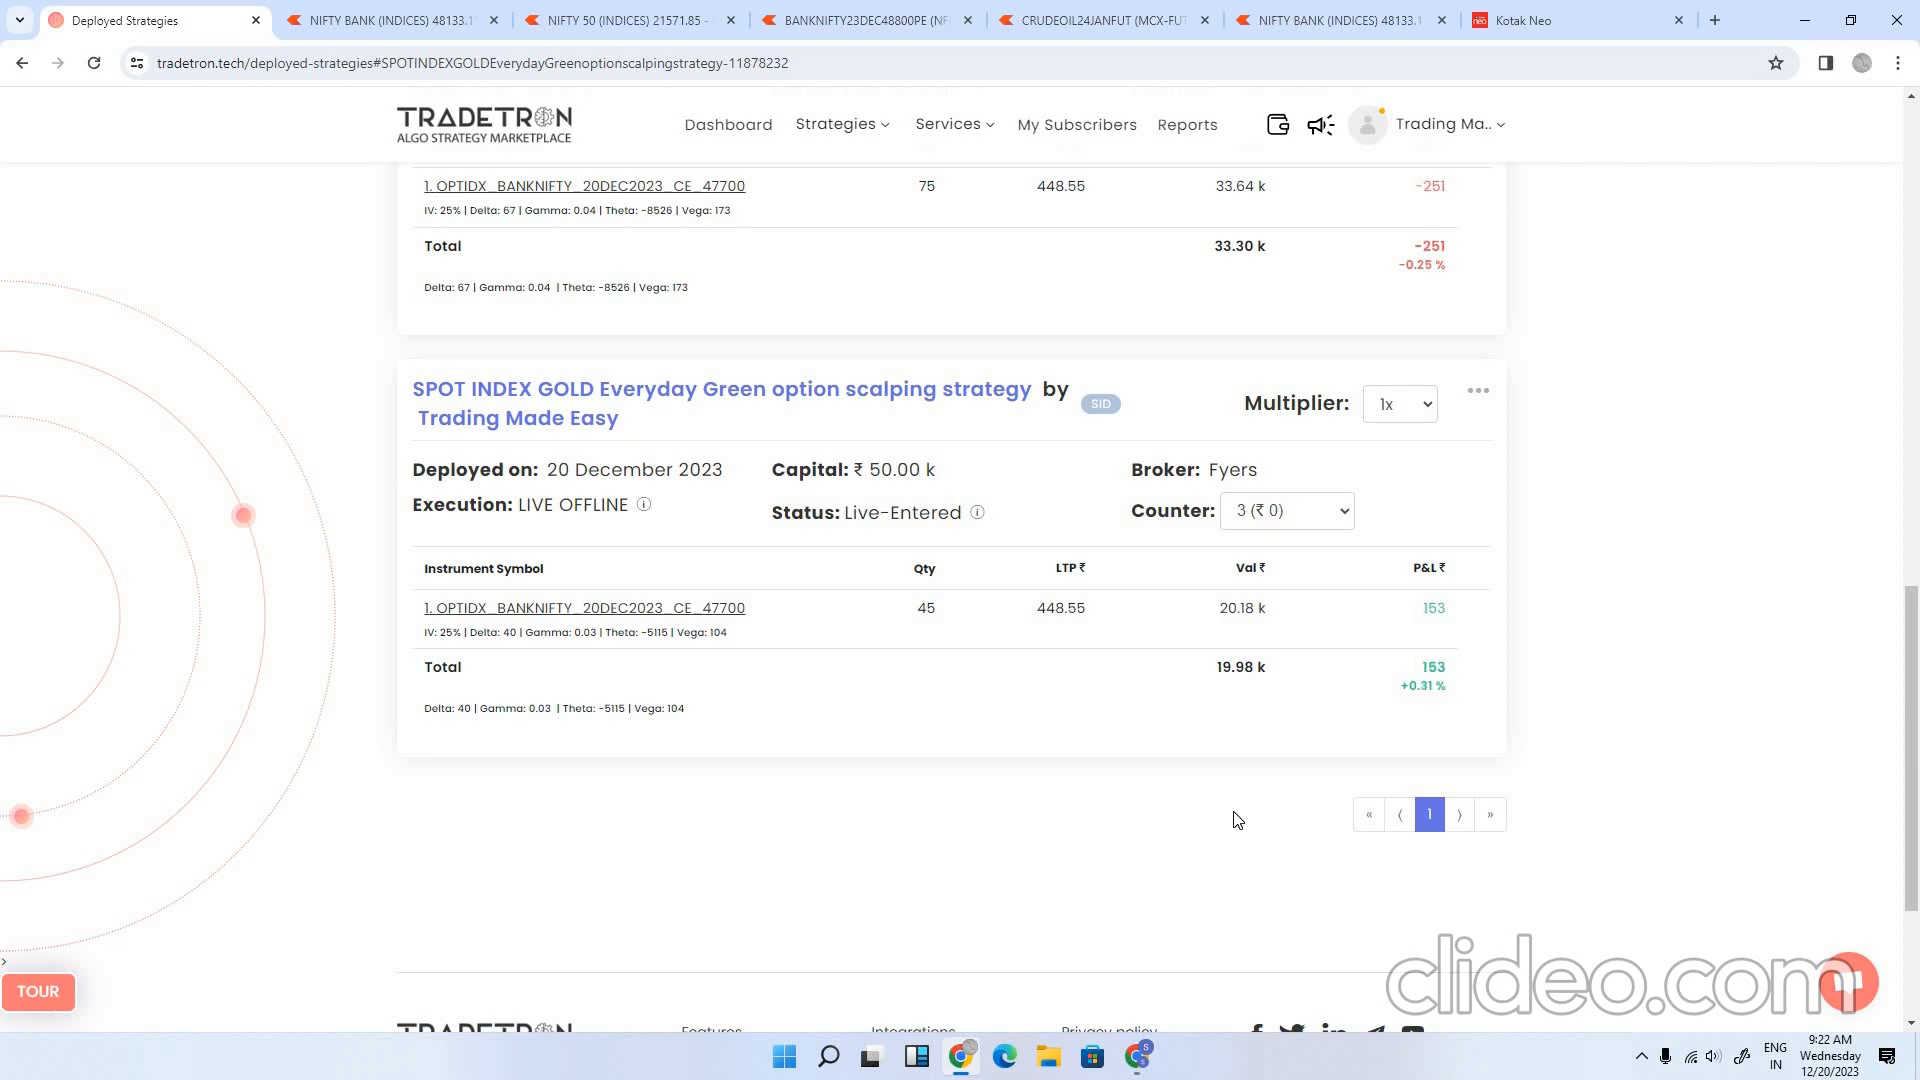 Deployed Strategies
NIFTY BANK (INDICES) 48133.1
NIFTY 50 (INDICES) 21571.85 -
BANKNIFTY23DEC48800PE (NF
CRUDEOIL24JANFUT (MCX-FUT
NIFTY BANK (INDICES) 48133.1
neo
Kotak Neo
tradetron.tech/deployed-strategies#SPOTINDEXGOLDEverydayGreenoptionscalpingstrategy-11878232
TRADETRON
ALGO STRATEGY MARKETPLACE
Dashboard
Strategies
Services
My Subscribers
Reports
Trading Ma..
1. OPTIDX_BANKNIFTY_20DEC2023_CE_47700 75 448.55 33.64 k -251
IV: 25% | Delta: 67 | Gamma: 0.04 | Theta: -8526 | Vega: 173
Total 33.30 k -251
-0.25 %
Delta: 67 | Gamma: 0.04 | Theta: -8526 | Vega: 173
SPOT INDEX GOLD Everyday Green option scalping strategy by
Trading Made Easy
SID
Multiplier: 1x
Deployed on: 20 December 2023 Capital: ₹ 50.00 k Broker: Fyers
Execution: LIVE OFFLINE Status: Live-Entered Counter: 3 (₹ 0)
Instrument Symbol Qty LTP ₹ Val ₹ P&L ₹
1. OPTIDX_BANKNIFTY_20DEC2023_CE_47700 45 448.55 20.18 k 153
IV: 25% | Delta: 40 | Gamma: 0.03 | Theta: -5115 | Vega: 104
Total 19.98 k 153
+0.31 %
Delta: 40 | Gamma: 0.03 | Theta: -5115 | Vega: 104
« ⟨ 1 ⟩ »
TOUR
clideo.com
TRADETRON
Features
Integrations
Privacy policy
S
ENG
IN
9:22 AM
Wednesday
12/20/2023